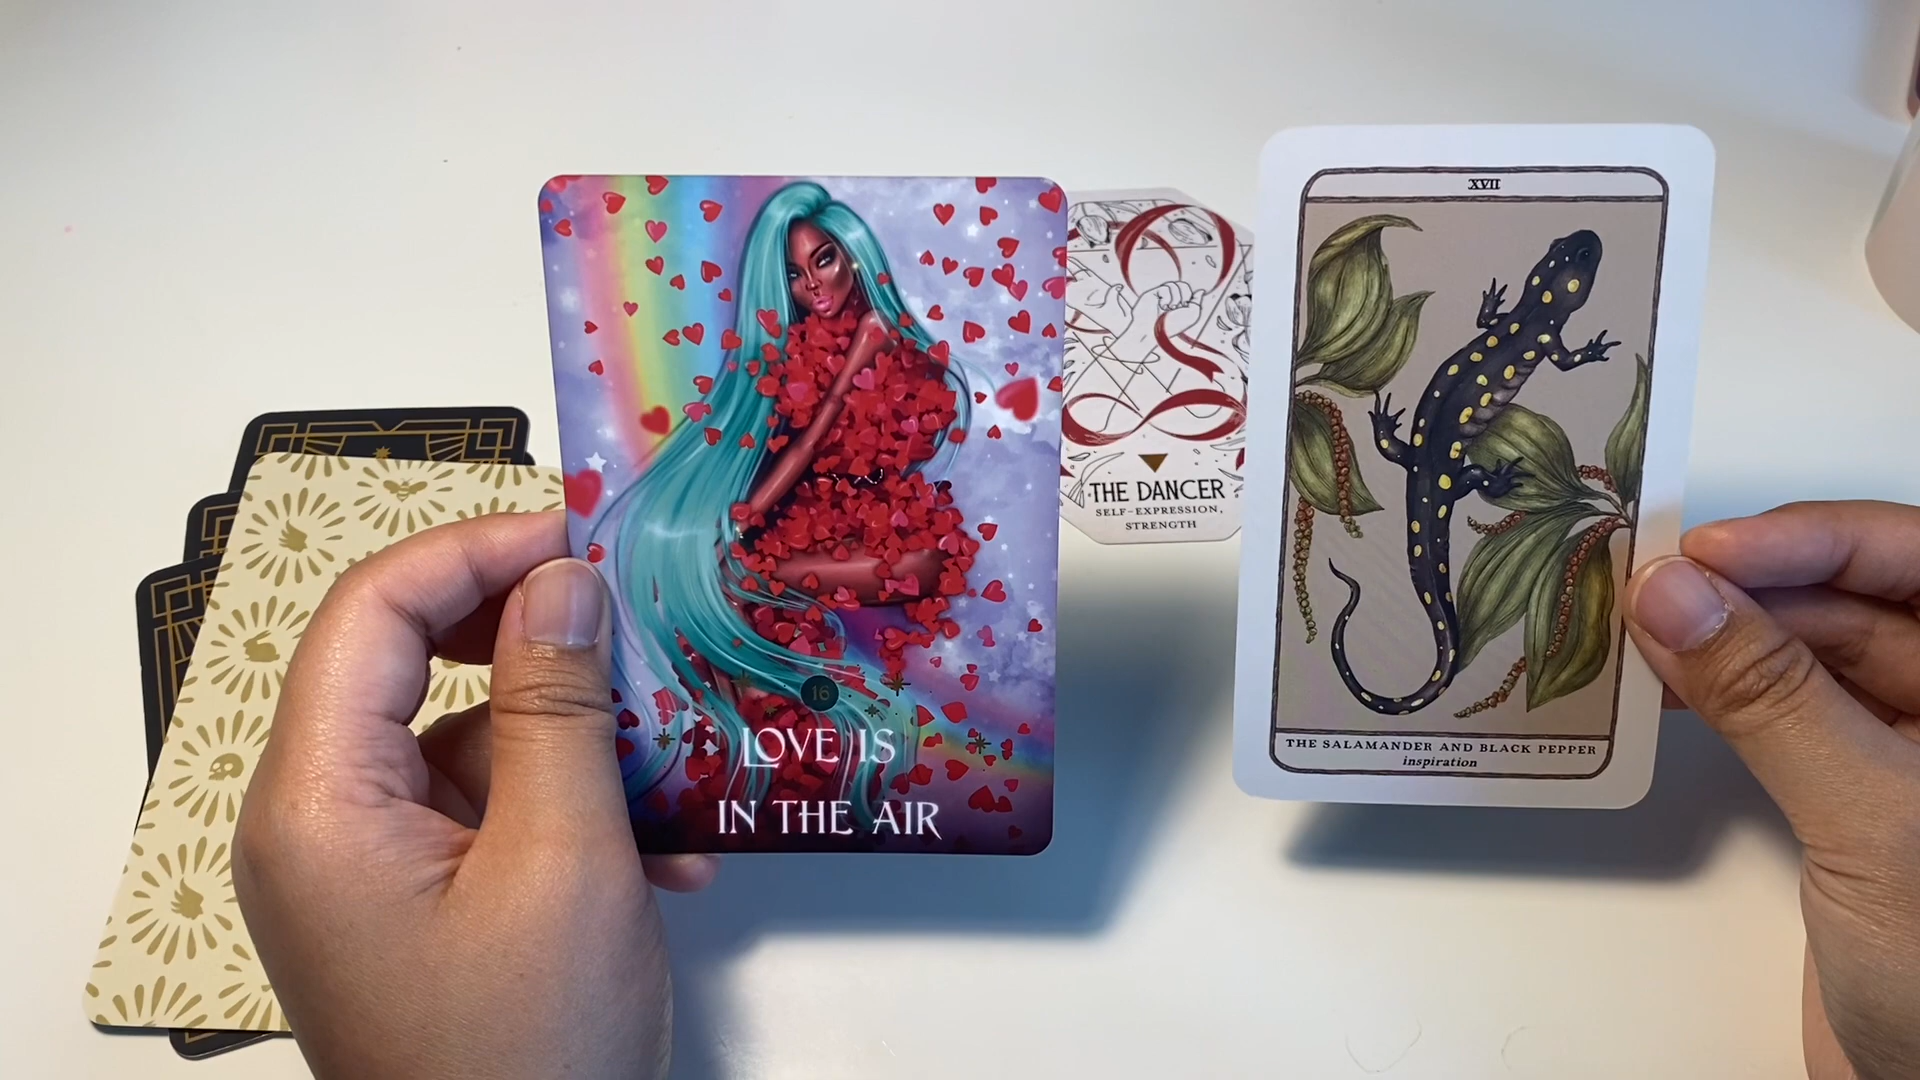 16
LOVE IS
IN THE AIR
THE DANCER
SELF-EXPRESSION,
STRENGTH
XVII
THE SALAMANDER AND BLACK PEPPER
inspiration